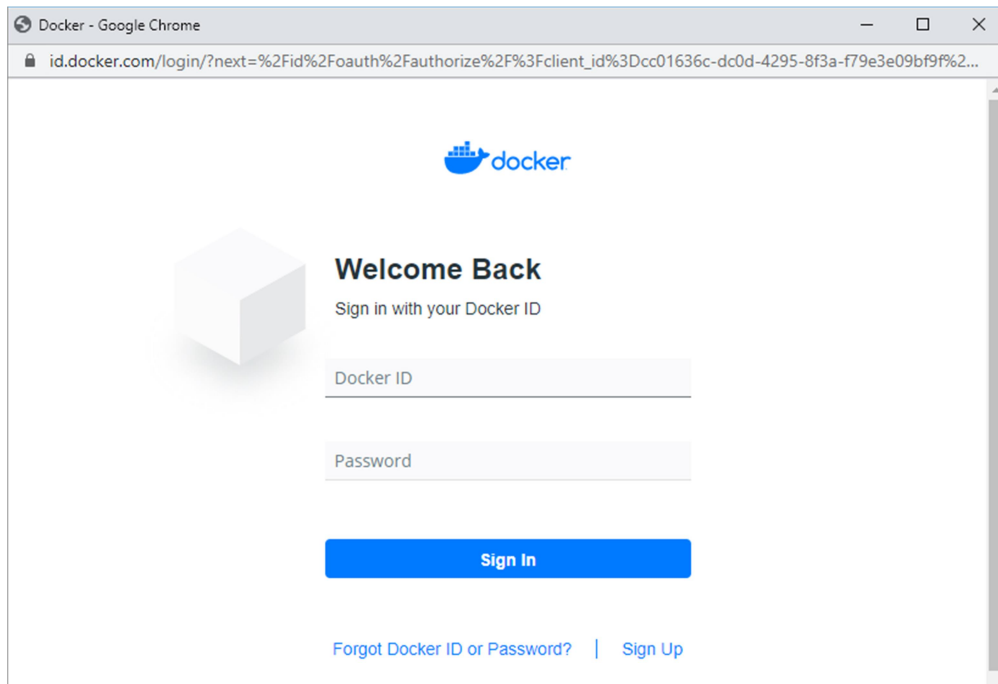 Docker - Google Chrome
id.docker.com/login/?next=%2Fid%2Foauth%2Fauthorize%2F%3Fclient_id%3Dcc01636c-dc0d-4295-8f3a-f79e3e09bf9f%2...
docker
Welcome Back
Sign in with your Docker ID
Docker ID
Password
Sign In
Forgot Docker ID or Password? | Sign Up